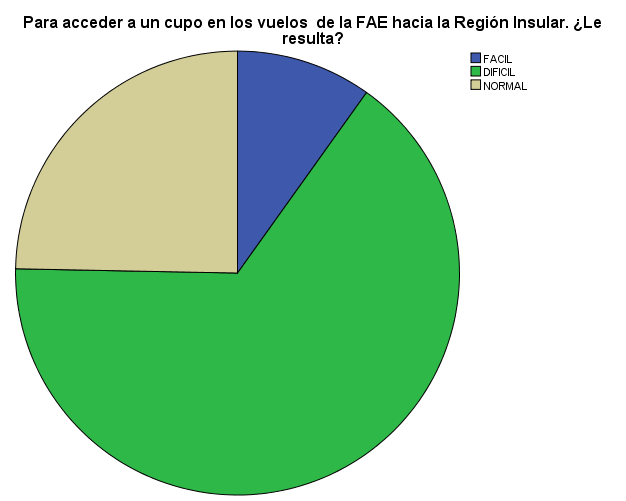 Para acceder a un cupo en los vuelos  de la FAE hacia la Región Insular. ¿Le
resulta?
FACIL
DIFICIL
NORMAL